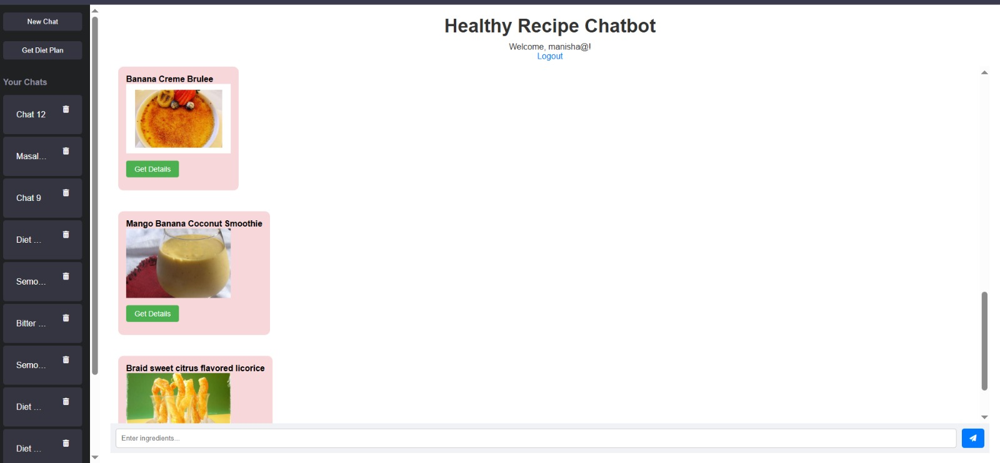 New Chat
Get Diet Plan
Your Chats
Chat 12
Masal...
Chat 9
Diet ...
Semo...
Bitter ...
Semo...
Diet ...
Diet ...
Healthy Recipe Chatbot
Welcome, manisha@!
Logout
Banana Creme Brulee
Get Details
Mango Banana Coconut Smoothie
Get Details
Braid sweet citrus flavored licorice
Enter ingredients...